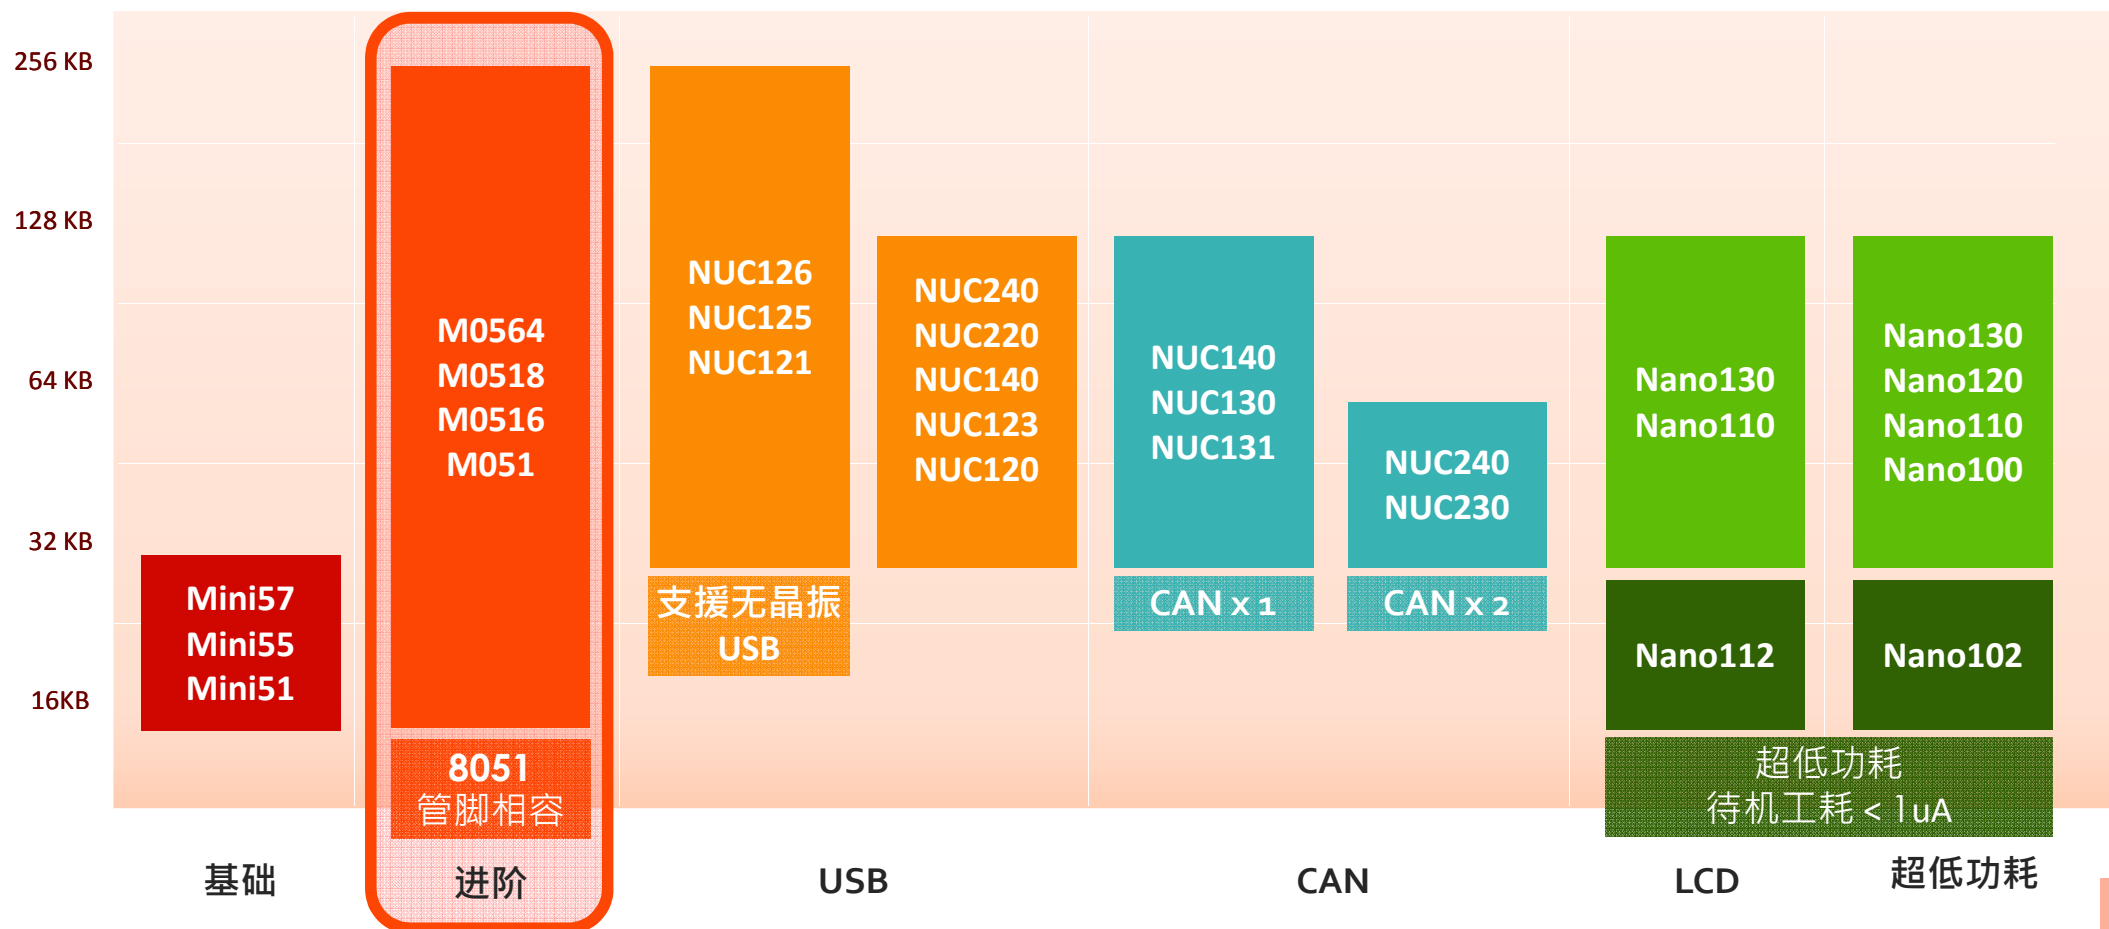 256 KB
128 KB
64 KB
32 KB
16KB
Mini57
Mini55
Mini51
基础
M0564
M0518
M0516
M051
8051
管脚相容
进阶
NUC126
NUC125
NUC121
支援无晶振
USB
NUC240
NUC220
NUC140
NUC123
NUC120
USB
NUC140
NUC130
NUC131
CAN x 1
NUC240
NUC230
CAN x 2
CAN
Nano130
Nano110
Nano112
LCD
Nano130
Nano120
Nano110
Nano100
Nano102
超低功耗
待机工耗 < 1uA
超低功耗